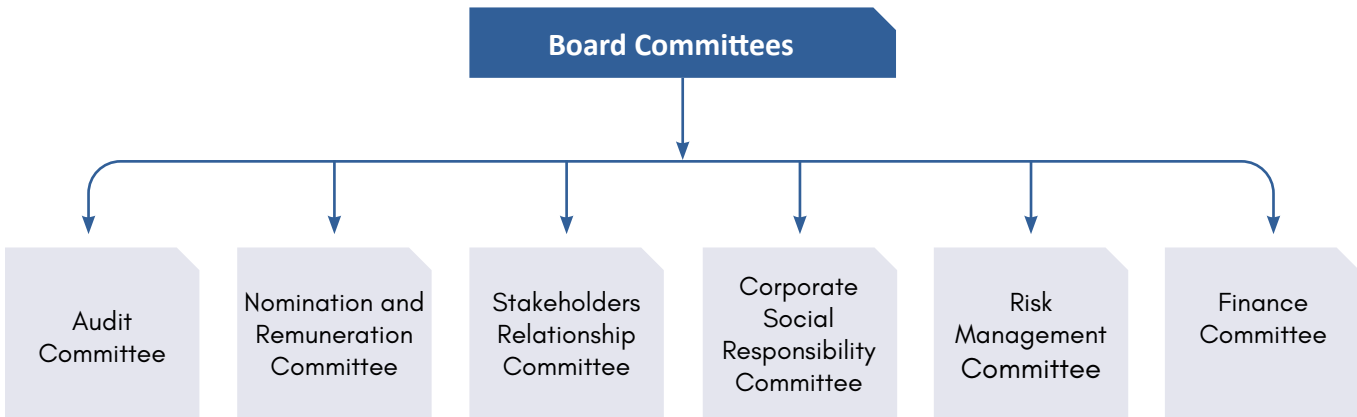 Board Committees
Audit
Committee
Nomination and
Remuneration
Committee
Stakeholders
Relationship
Committee
Corporate
Social
Responsibility
Committee
Risk
Management
Committee
Finance
Committee